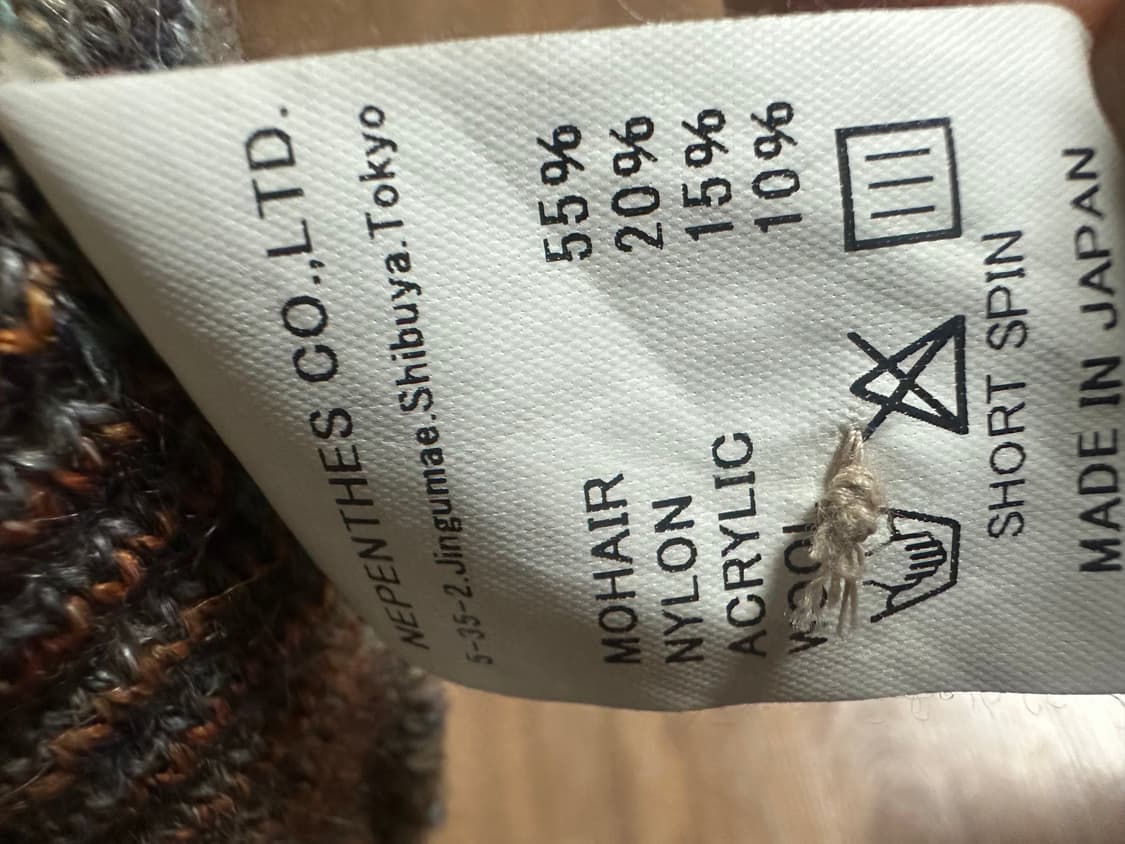 NEPENTHES CO.,LTD.
5-35-2.Jingumae.Shibuya.Tokyo
MOHAIR 55%
NYLON 20%
ACRYLIC 15%
WOOL 10%
SHORT SPIN
MADE IN JAPAN